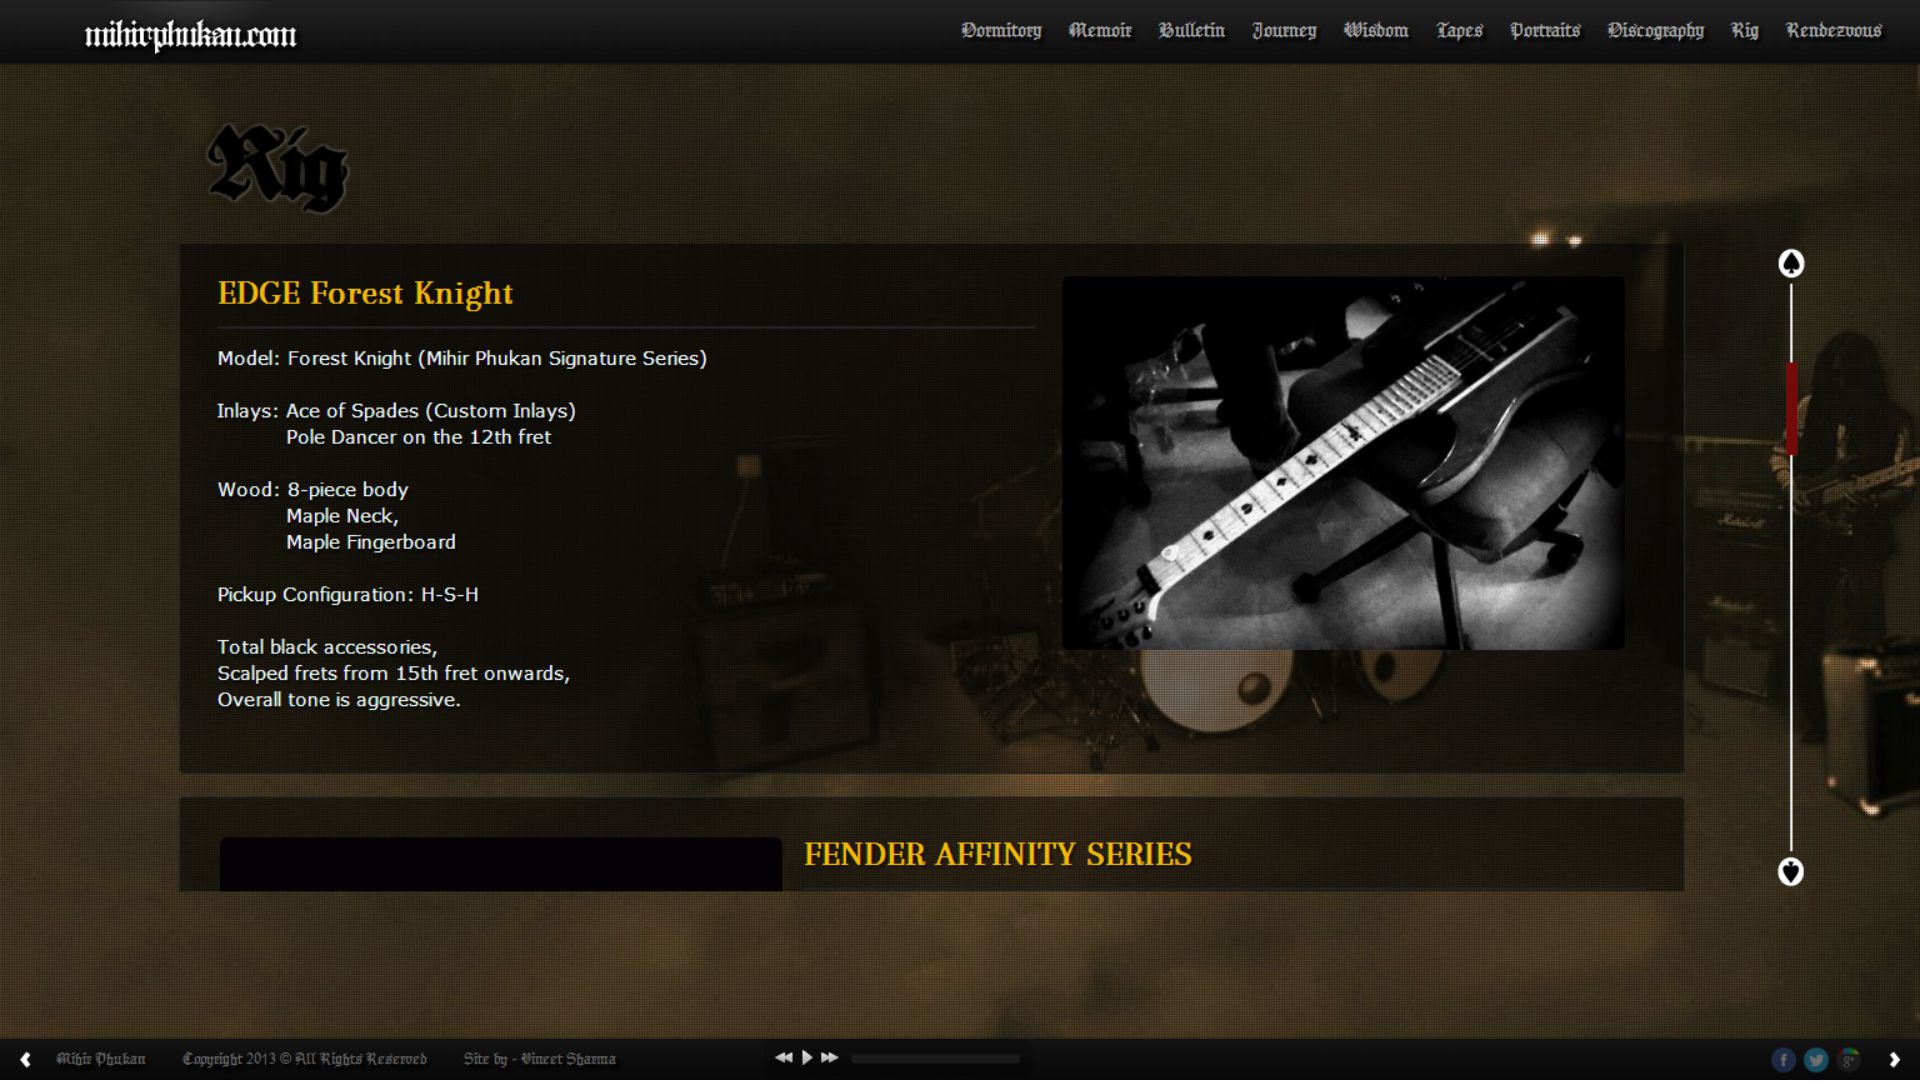 mihirphukan.com
Dormitory Memoir Bulletin Journey Wisdom Tapes Portraits Discography Rig Rendezvous
Rig
EDGE Forest Knight
Model: Forest Knight (Mihir Phukan Signature Series)
Inlays: Ace of Spades (Custom Inlays)
Pole Dancer on the 12th fret
Wood: 8-piece body
Maple Neck,
Maple Fingerboard
Pickup Configuration: H-S-H
Total black accessories,
Scalped frets from 15th fret onwards,
Overall tone is aggressive.
FENDER AFFINITY SERIES
Mihir Phukan Copyright 2013 © All Rights Reserved Site by - Vineet Sharma